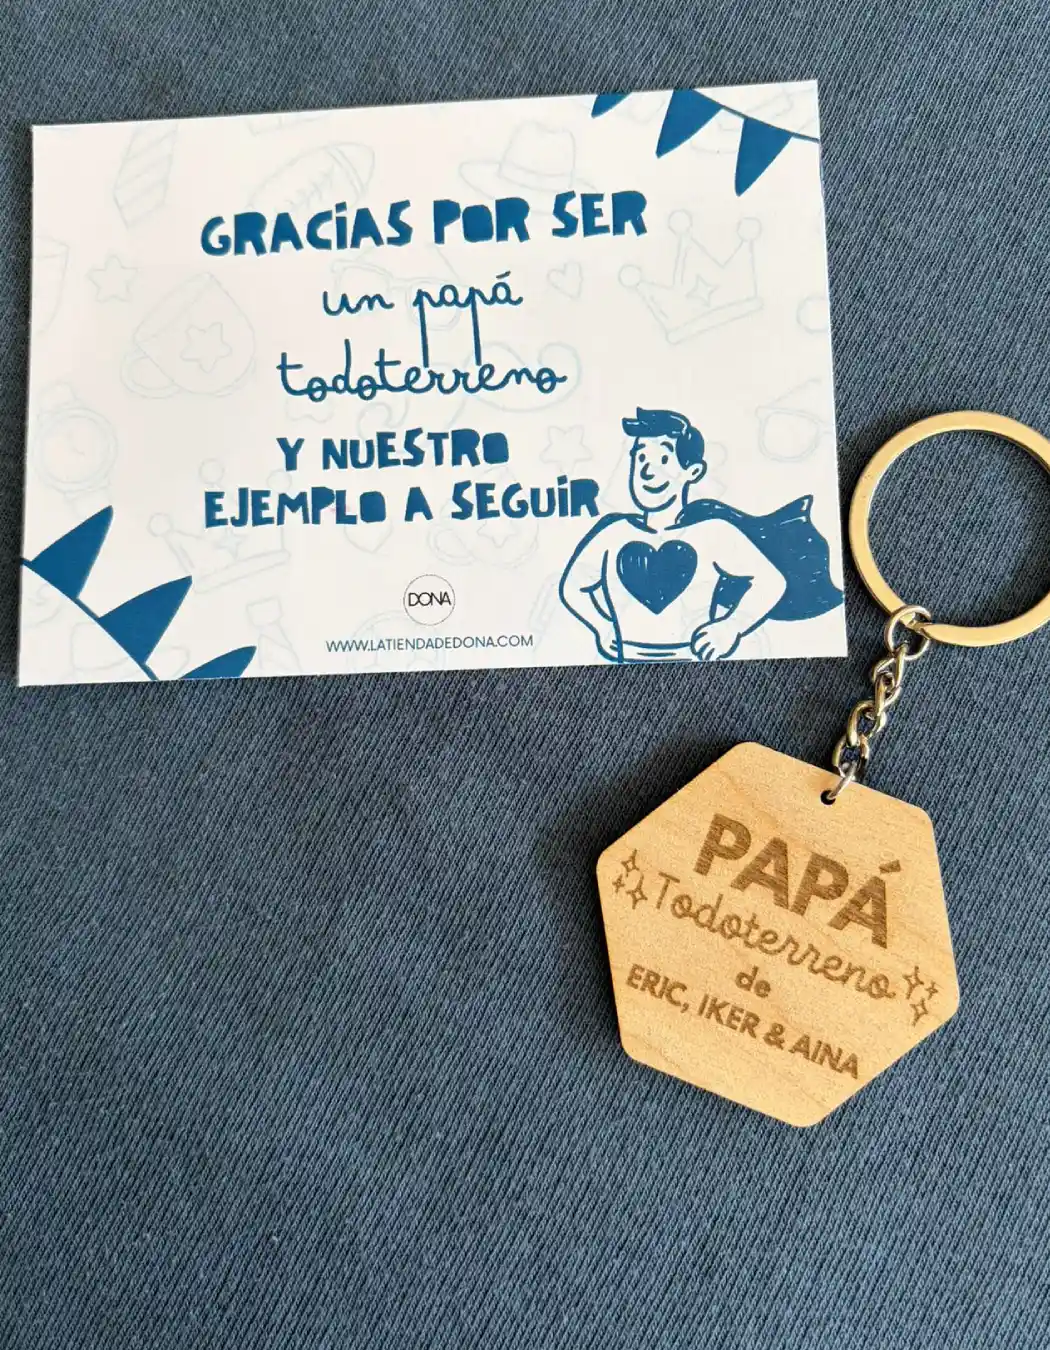 GRACiAS POR SER
un papá
todoterreno
Y NUESTRO
EJEMPLO A SEGUiR
DONA
WWW.LATIENDADEDONA.COM
PAPÁ
Todoterreno
de
ERIC, IKER & AINA